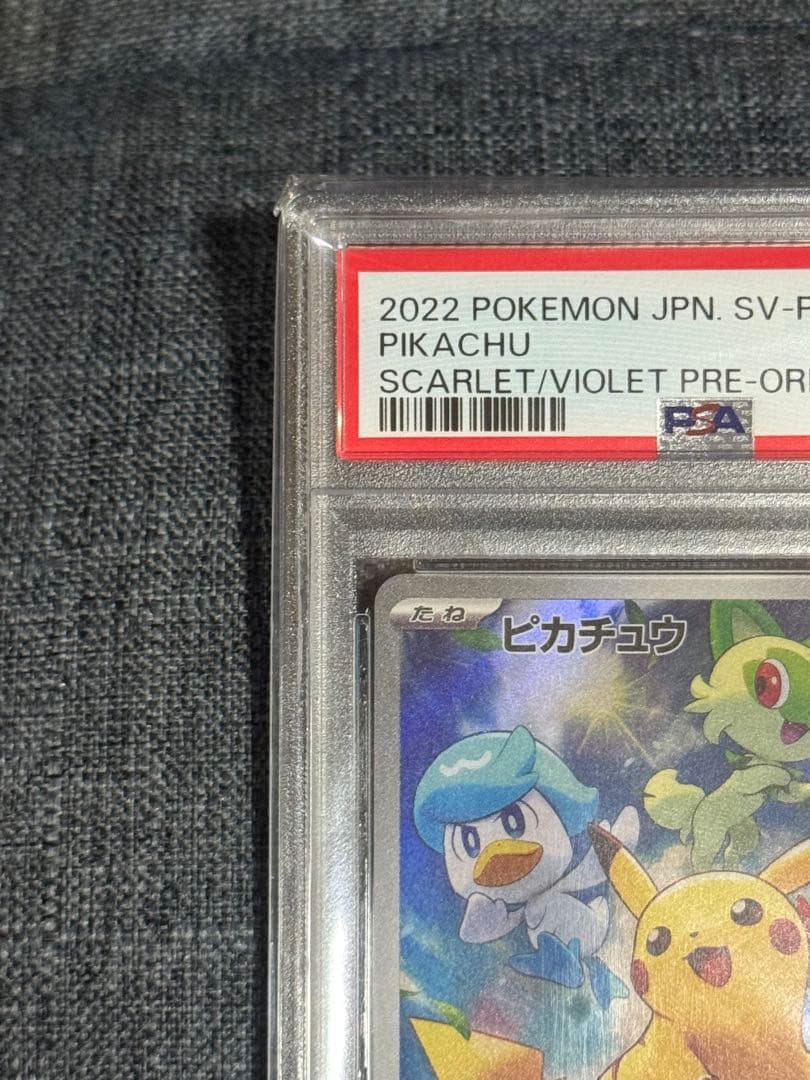 2022 POKEMON JPN. SV-P
PIKACHU
SCARLET/VIOLET PRE-OR
PSA
たね
ピカチュウ